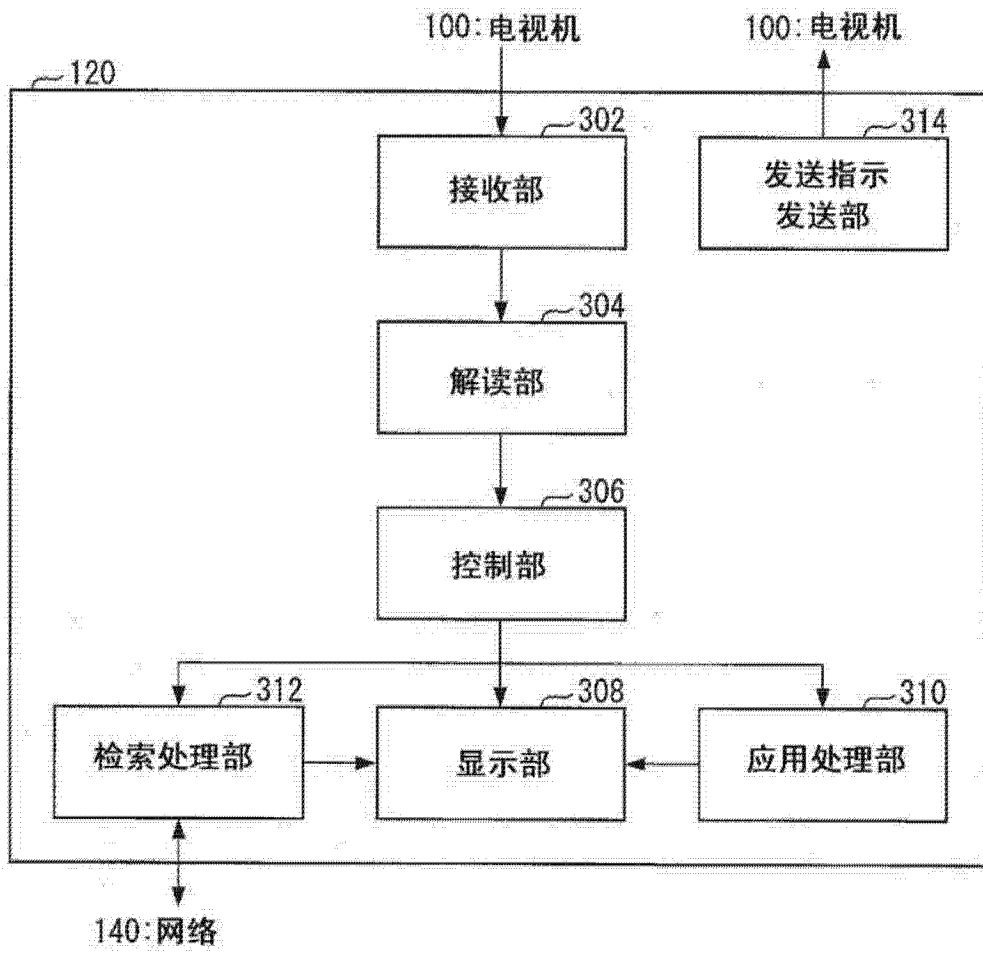 100:电视机
100:电视机
120
302
314
接收部
发送指示
发送部
304
解读部
306
控制部
312
308
310
检索处理部
显示部
应用处理部
140:网络